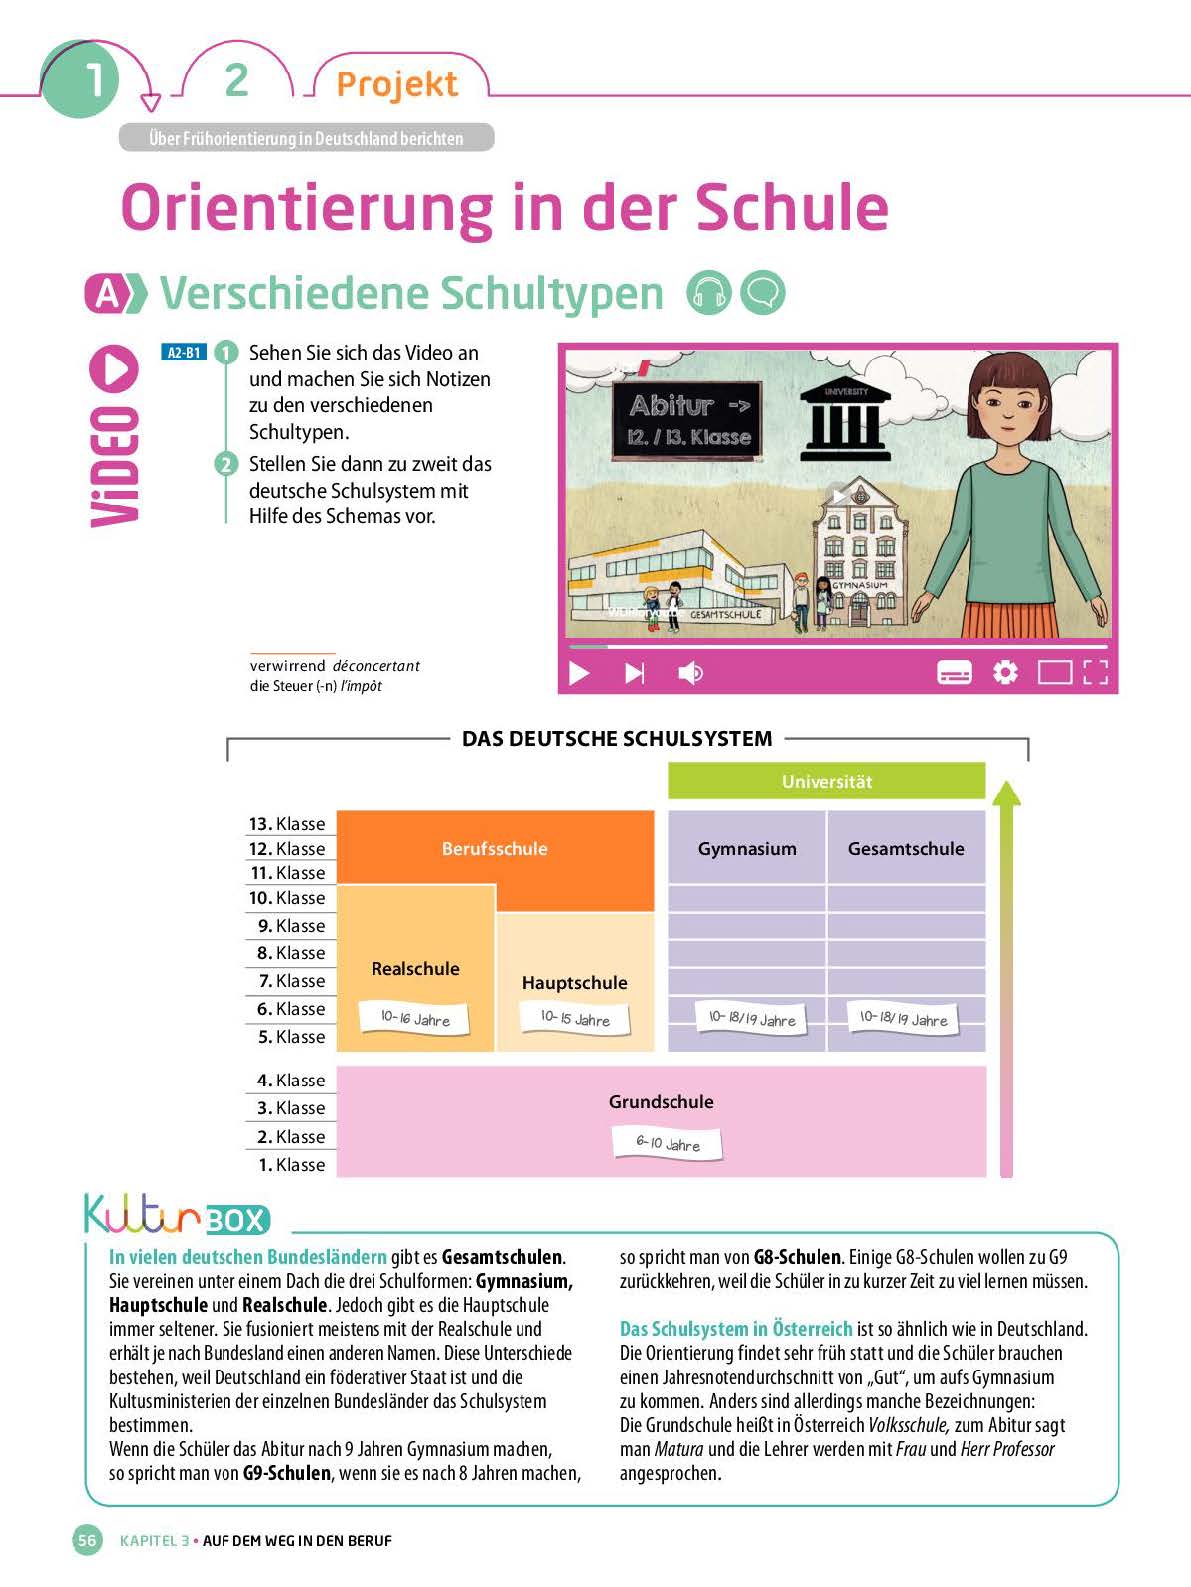 1
2
Projekt
Über Frühorientierung in Deutschland berichten
Orientierung in der Schule
A
Verschiedene Schultypen
ViDEO
A2-B1
1 Sehen Sie sich das Video an
und machen Sie sich Notizen
zu den verschiedenen
Schultypen.
2 Stellen Sie dann zu zweit das
deutsche Schulsystem mit
Hilfe des Schemas vor.
verwirrend déconcertant
die Steuer (-n) l'impôt
Abitur ->
12. / 13. Klasse
UNIVERSITY
GYMNASIUM
GESAMTSCHULE
DAS DEUTSCHE SCHULSYSTEM
Universität
13. Klasse
12. Klasse
11. Klasse
10. Klasse
9. Klasse
8. Klasse
7. Klasse
6. Klasse
5. Klasse
4. Klasse
3. Klasse
2. Klasse
1. Klasse
Berufsschule
Gymnasium
Gesamtschule
Realschule
Hauptschule
10-16 Jahre
10-15 Jahre
10-18/19 Jahre
10-18/19 Jahre
Grundschule
6-10 Jahre
Kultur BOX
In vielen deutschen Bundesländern gibt es Gesamtschulen.
Sie vereinen unter einem Dach die drei Schulformen: Gymnasium,
Hauptschule und Realschule. Jedoch gibt es die Hauptschule
immer seltener. Sie fusioniert meistens mit der Realschule und
erhält je nach Bundesland einen anderen Namen. Diese Unterschiede
bestehen, weil Deutschland ein föderativer Staat ist und die
Kultusministerien der einzelnen Bundesländer das Schulsystem
bestimmen.
Wenn die Schüler das Abitur nach 9 Jahren Gymnasium machen,
so spricht man von G9-Schulen, wenn sie es nach 8 Jahren machen,
so spricht man von G8-Schulen. Einige G8-Schulen wollen zu G9
zurückkehren, weil die Schüler in zu kurzer Zeit zu viel lernen müssen.
Das Schulsystem in Österreich ist so ähnlich wie in Deutschland.
Die Orientierung findet sehr früh statt und die Schüler brauchen
einen Jahresnotendurchschnitt von „Gut“, um aufs Gymnasium
zu kommen. Anders sind allerdings manche Bezeichnungen:
Die Grundschule heißt in Österreich Volksschule, zum Abitur sagt
man Matura und die Lehrer werden mit Frau und Herr Professor
angesprochen.
56
KAPITEL 3 • AUF DEM WEG IN DEN BERUF